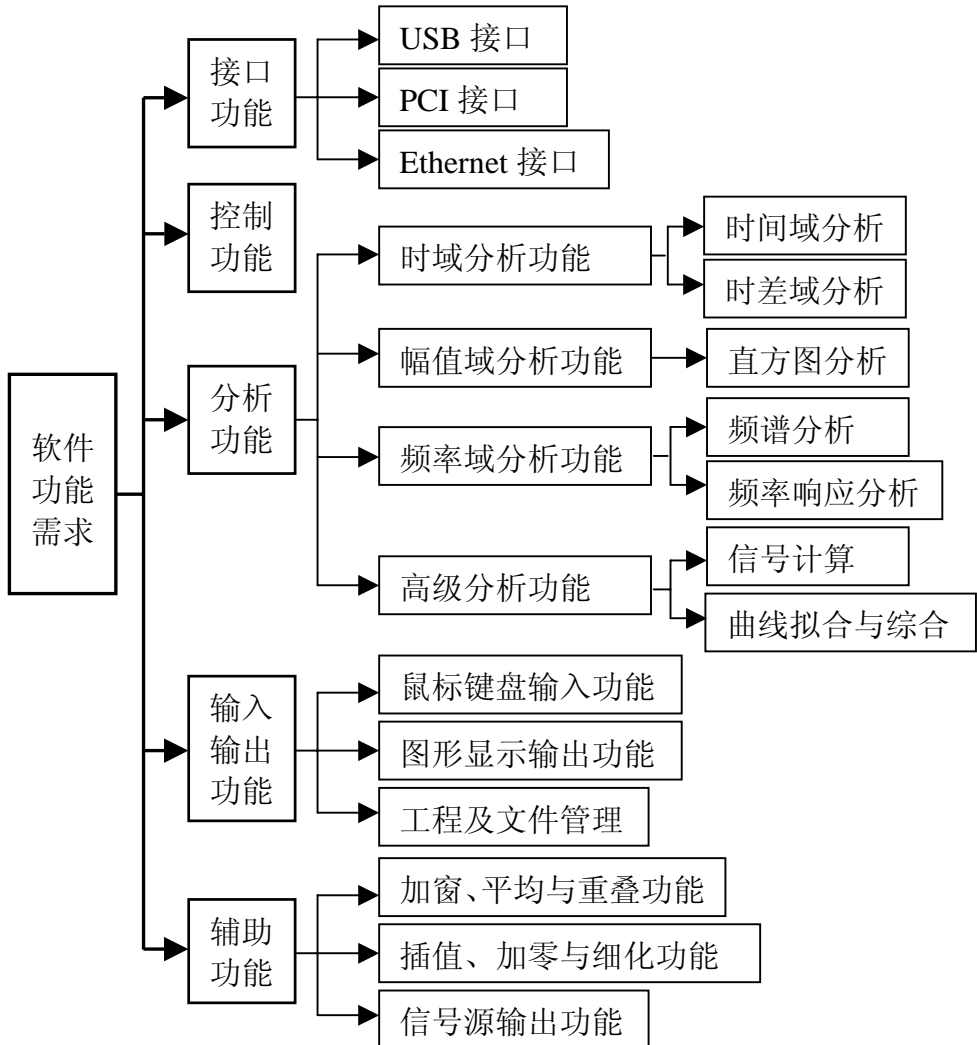 软件
功能
需求
接口
功能
USB 接口
PCI 接口
Ethernet 接口
控制
功能
分析
功能
时域分析功能
时间域分析
时差域分析
幅值域分析功能
直方图分析
频率域分析功能
频谱分析
频率响应分析
高级分析功能
信号计算
曲线拟合与综合
输入
输出
功能
鼠标键盘输入功能
图形显示输出功能
工程及文件管理
辅助
功能
加窗、平均与重叠功能
插值、加零与细化功能
信号源输出功能